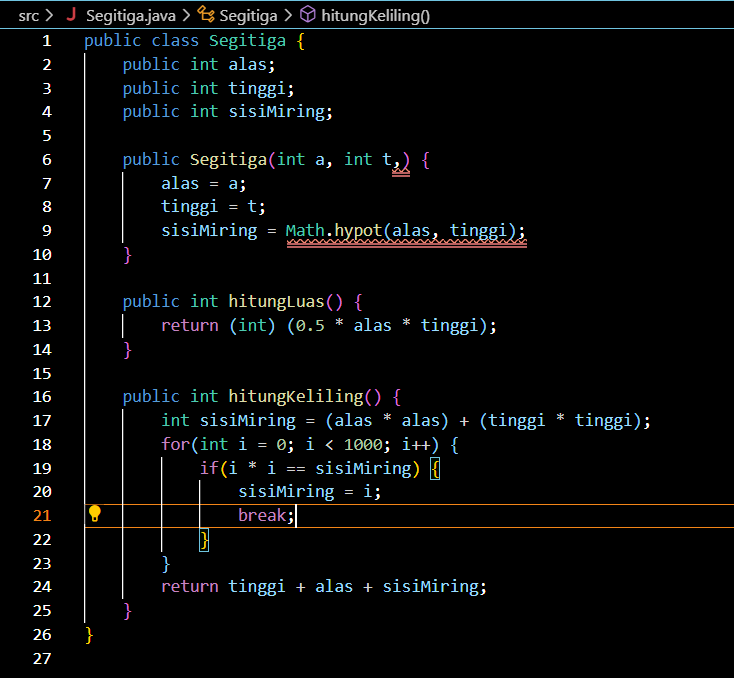 src > J Segitiga.java > Segitiga > hitungKeliling()
1 public class Segitiga {
2     public int alas;
3     public int tinggi;
4     public int sisiMiring;
5
6     public Segitiga(int a, int t,) {
7         alas = a;
8         tinggi = t;
9         sisiMiring = Math.hypot(alas, tinggi);
10     }
11
12     public int hitungLuas() {
13         return (int) (0.5 * alas * tinggi);
14     }
15
16     public int hitungKeliling() {
17         int sisiMiring = (alas * alas) + (tinggi * tinggi);
18         for(int i = 0; i < 1000; i++) {
19             if(i * i == sisiMiring) {
20                 sisiMiring = i;
21                 break;
22             }
23         }
24         return tinggi + alas + sisiMiring;
25     }
26 }
27